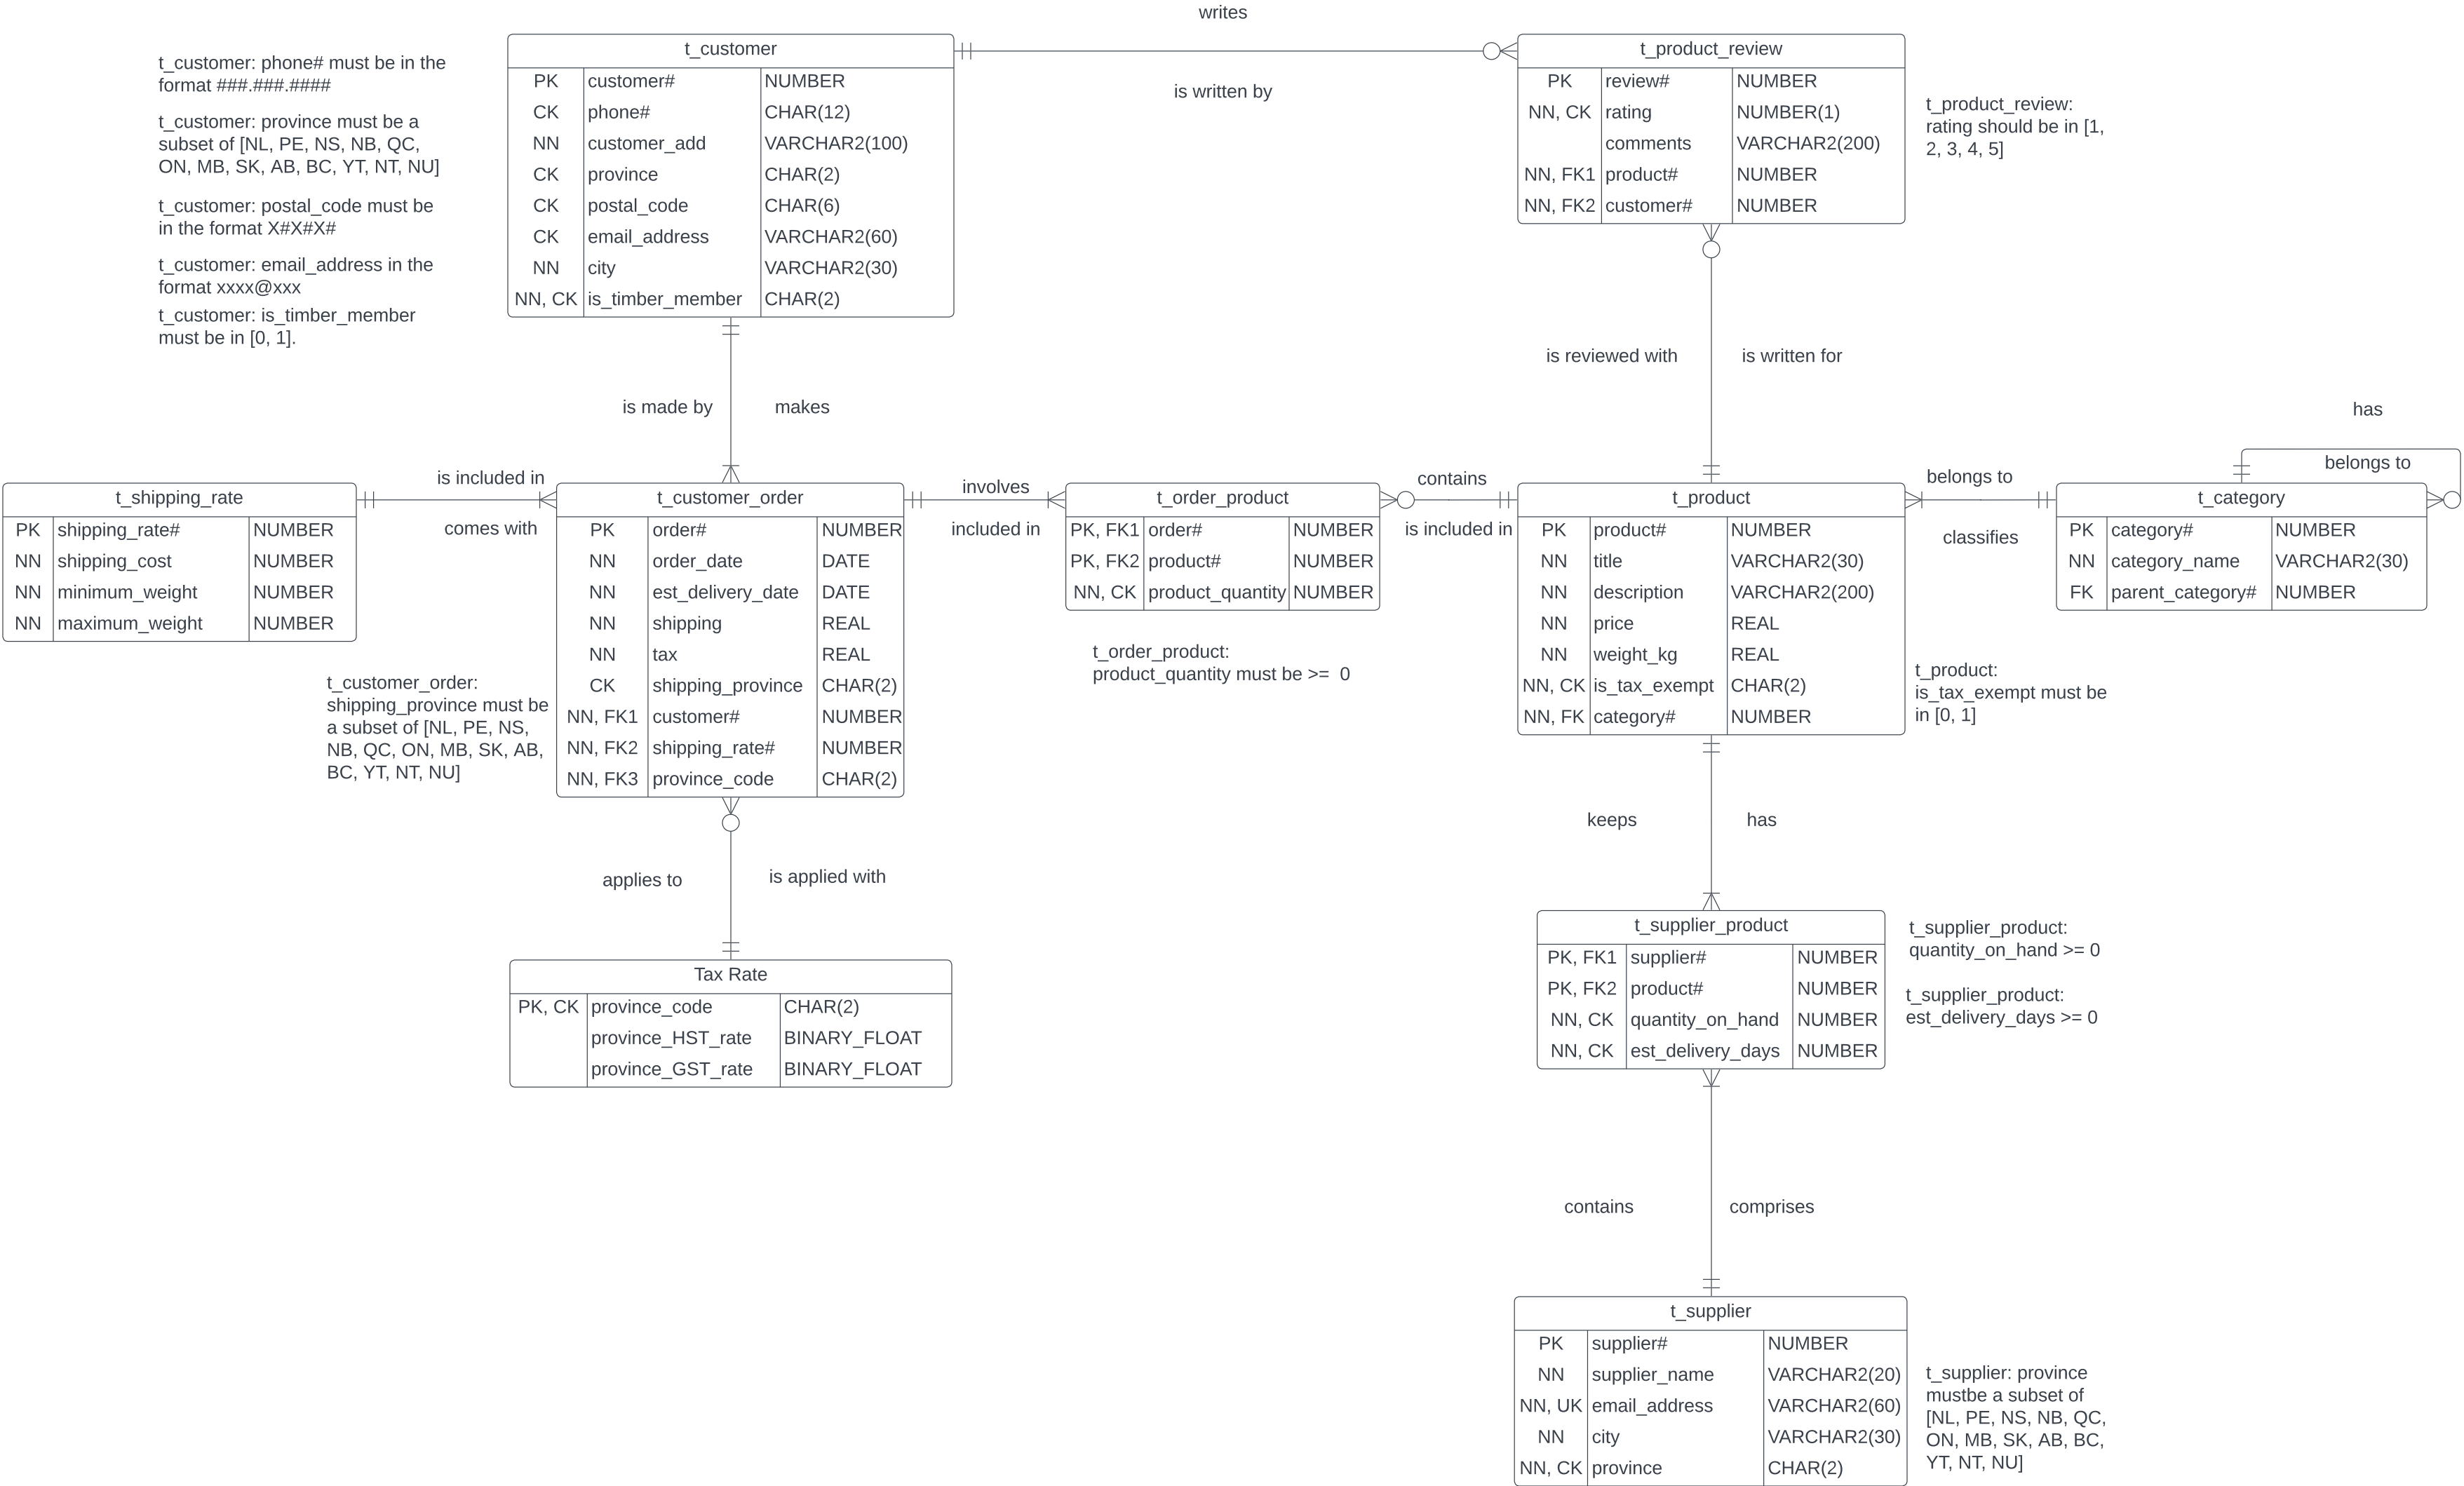 writes
t_customer
PK customer# NUMBER
CK phone# CHAR(12)
NN customer_add VARCHAR2(100)
CK province CHAR(2)
CK postal_code CHAR(6)
CK email_address VARCHAR2(60)
NN city VARCHAR2(30)
NN, CK is_timber_member CHAR(2)
t_customer: phone# must be in the
format ###.###.####
t_customer: province must be a
subset of [NL, PE, NS, NB, QC,
ON, MB, SK, AB, BC, YT, NT, NU]
t_customer: postal_code must be
in the format X#X#X#
t_customer: email_address in the
format xxxx@xxx
t_customer: is_timber_member
must be in [0, 1].
is written by
t_product_review
PK review# NUMBER
NN, CK rating NUMBER(1)
comments VARCHAR2(200)
NN, FK1 product# NUMBER
NN, FK2 customer# NUMBER
t_product_review:
rating should be in [1,
2, 3, 4, 5]
is reviewed with
is written for
is made by
makes
has
belongs to
is included in
comes with
t_shipping_rate
PK shipping_rate# NUMBER
NN shipping_cost NUMBER
NN minimum_weight NUMBER
NN maximum_weight NUMBER
t_customer_order
PK order# NUMBER
NN order_date DATE
NN est_delivery_date DATE
NN shipping REAL
NN tax REAL
CK shipping_province CHAR(2)
NN, FK1 customer# NUMBER
NN, FK2 shipping_rate# NUMBER
NN, FK3 province_code CHAR(2)
t_customer_order:
shipping_province must be
a subset of [NL, PE, NS,
NB, QC, ON, MB, SK, AB,
BC, YT, NT, NU]
involves
included in
t_order_product
PK, FK1 order# NUMBER
PK, FK2 product# NUMBER
NN, CK product_quantity NUMBER
t_order_product:
product_quantity must be >= 0
contains
is included in
t_product
PK product# NUMBER
NN title VARCHAR2(30)
NN description VARCHAR2(200)
NN price REAL
NN weight_kg REAL
NN, CK is_tax_exempt CHAR(2)
NN, FK category# NUMBER
t_product:
is_tax_exempt must be
in [0, 1]
belongs to
classifies
t_category
PK category# NUMBER
NN category_name VARCHAR2(30)
FK parent_category# NUMBER
applies to
is applied with
Tax Rate
PK, CK province_code CHAR(2)
province_HST_rate BINARY_FLOAT
province_GST_rate BINARY_FLOAT
keeps
has
t_supplier_product
PK, FK1 supplier# NUMBER
PK, FK2 product# NUMBER
NN, CK quantity_on_hand NUMBER
NN, CK est_delivery_days NUMBER
t_supplier_product:
quantity_on_hand >= 0
t_supplier_product:
est_delivery_days >= 0
contains
comprises
t_supplier
PK supplier# NUMBER
NN supplier_name VARCHAR2(20)
NN, UK email_address VARCHAR2(60)
NN city VARCHAR2(30)
NN, CK province CHAR(2)
t_supplier: province
mustbe a subset of
[NL, PE, NS, NB, QC,
ON, MB, SK, AB, BC,
YT, NT, NU]